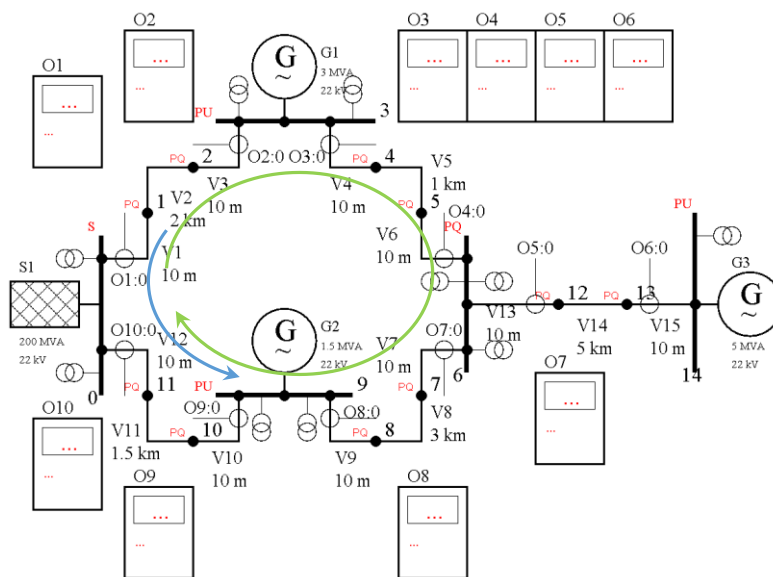 O1
...
...
O2
...
...
G
~
G1
3 MVA
22 kV
O3
...
...
O4
...
...
O5
...
...
O6
...
...
PU
3
PQ
2
O2:0
O3:0
PQ
4
V3
10 m
V4
10 m
V5
1 km
PQ
1
V2
2 km
PQ
5
O4:0
S
V1
10 m
O1:0
V6
10 m
PQ
PU
O5:0
O6:0
S1
200 MVA
22 kV
G
~
G2
1.5 MVA
22 kV
V13
10 m
PQ
12
PQ
13
G
~
G3
5 MVA
22 kV
V14
5 km
V15
10 m
14
O10:0
V12
10 m
V7
10 m
O7:0
6
0
PQ
11
PU
9
PQ
7
O9:0
O8:0
V8
3 km
V11
1.5 km
PQ
10
PQ
8
V10
10 m
V9
10 m
O7
...
...
O10
...
...
O9
...
...
O8
...
...